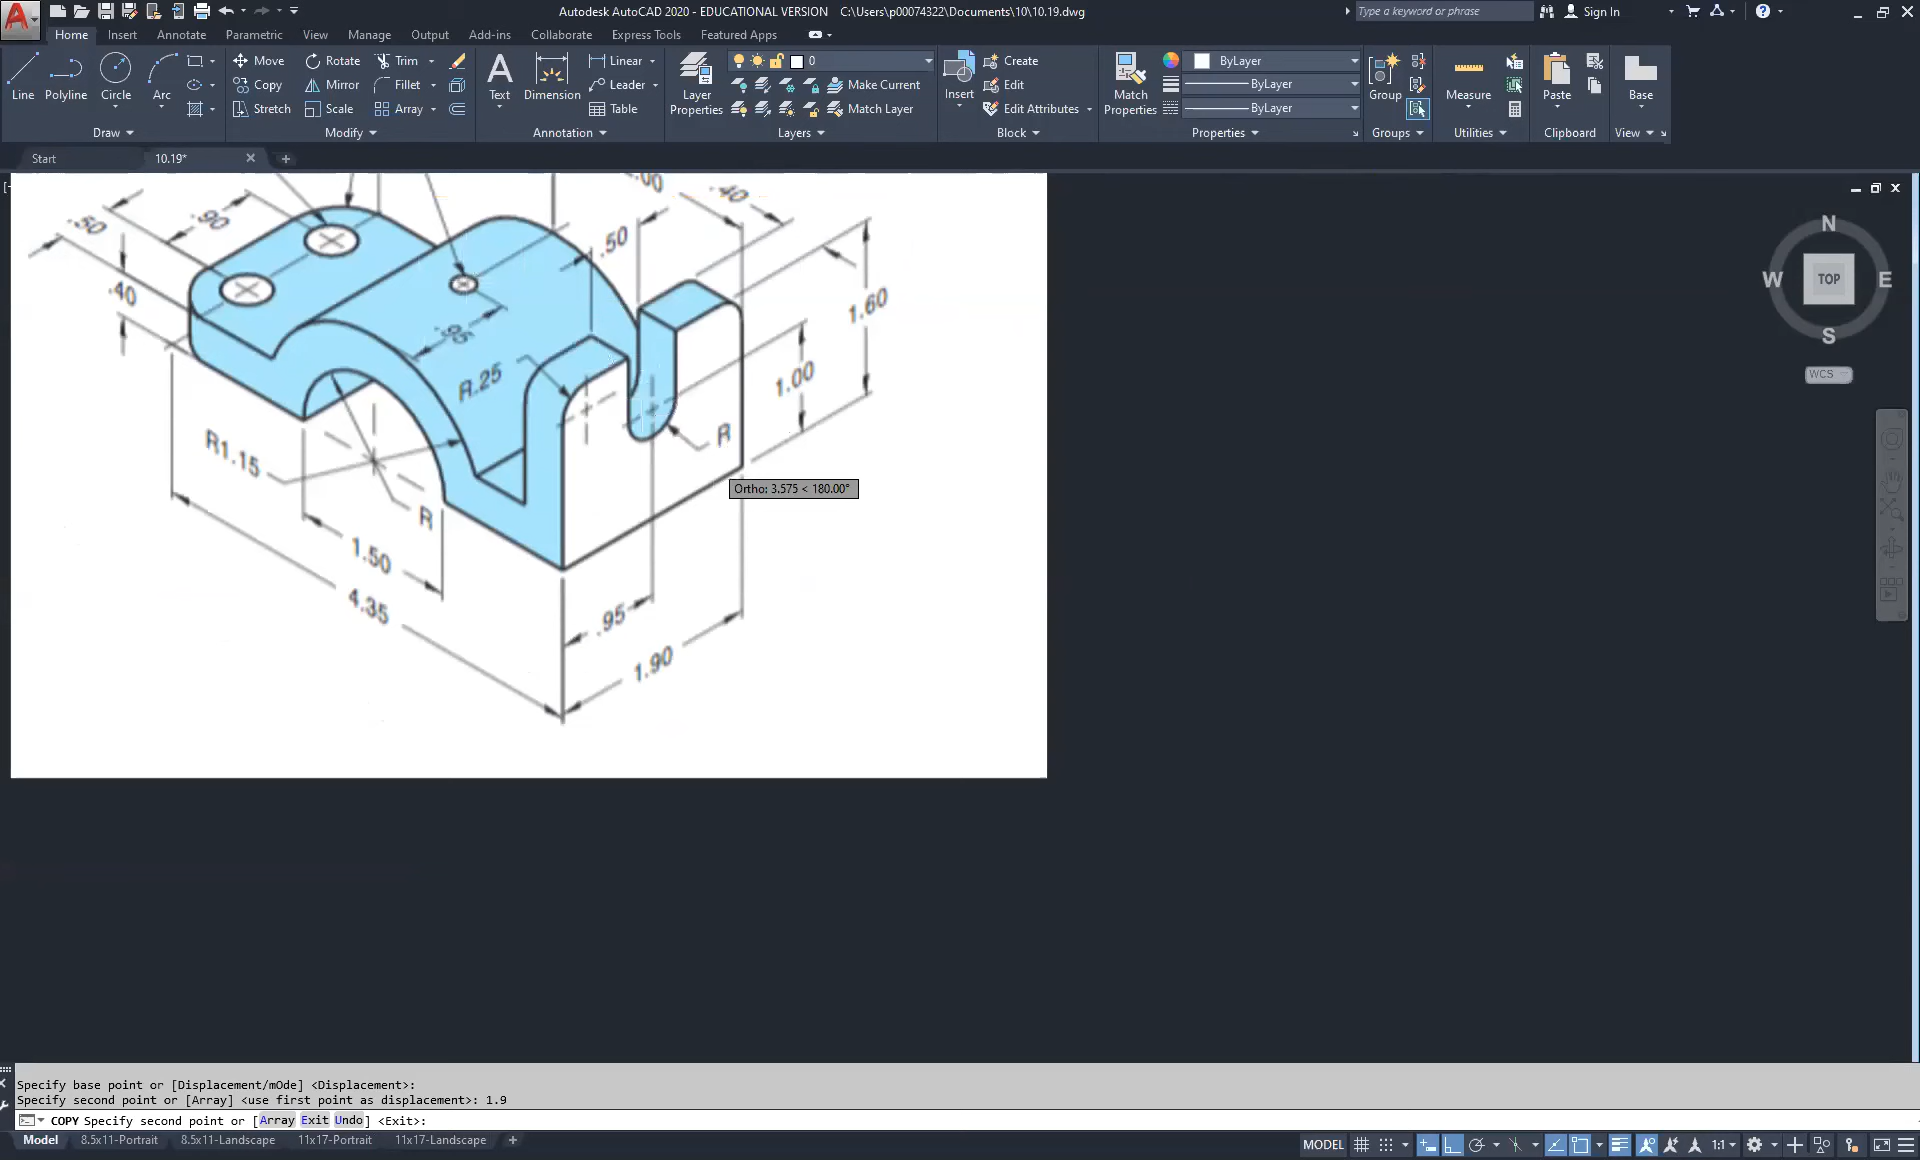 Autodesk AutoCAD 2020 - EDUCATIONAL VERSION C:\Users\p00074322\Documents\10\10.19.dwg
Type a keyword or phrase
Sign In
Home Insert Annotate Parametric View Manage Output Add-ins Collaborate Express Tools Featured Apps
Line
Polyline
Circle
Arc
Draw
Move
Rotate
Trim
Copy
Mirror
Fillet
Stretch
Scale
Array
Modify
Text
Dimension
Linear
Leader
Table
Annotation
Layer
Properties
0
Make Current
Match Layer
Layers
Insert
Create
Edit
Edit Attributes
Block
Match
Properties
ByLayer
ByLayer
ByLayer
Properties
Group
Groups
Measure
Utilities
Paste
Clipboard
Base
View
Start
10.19*
.50
.90
.40
.40
.50
.95
R.25
1.60
1.00
R
R1.15
R
1.50
4.35
.95
1.90
Ortho: 3.575 < 180.00°
N
W
TOP
E
S
WCS
Specify base point or [Displacement/mOde] <Displacement>:
Specify second point or [Array] <use first point as displacement>: 1.9
COPY Specify second point or [Array Exit Undo] <Exit>:
Model 8.5x11-Portrait 8.5x11-Landscape 11x17-Portrait 11x17-Landscape
MODEL
1:1